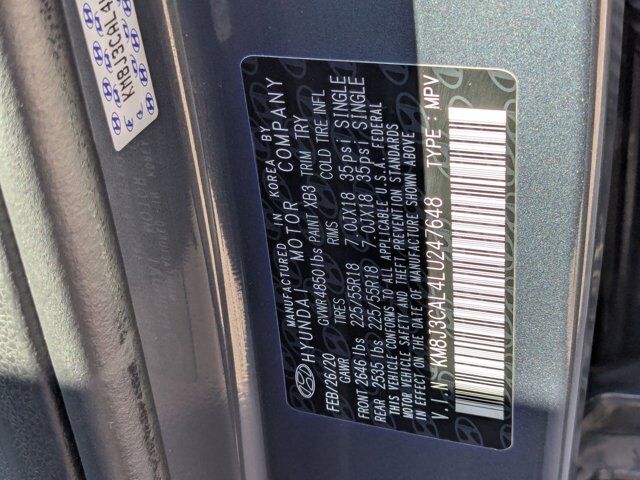 KM8J3CAL4
MANUFACTURED IN KOREA BY
HYUNDAI MOTOR COMPANY
FEB/26/20 GVWR 4850lbs PAINT XB3 TRIM TRY
GAWR TIRES RIMS COLD TIRE INFL
FRONT 2646 lbs 225/55R18 7.0JX18 35psi SINGLE
REAR 2535 lbs 225/55R18 7.0JX18 35psi SINGLE
THIS VEHICLE CONFORMS TO ALL APPLICABLE U.S.A. FEDERAL
MOTOR VEHICLE SAFETY AND THEFT PREVENTION STANDARDS
IN EFFECT ON THE DATE OF MANUFACTURE SHOWN ABOVE.
V.I.N: KM8J3CAL4LU247648 TYPE: MPV